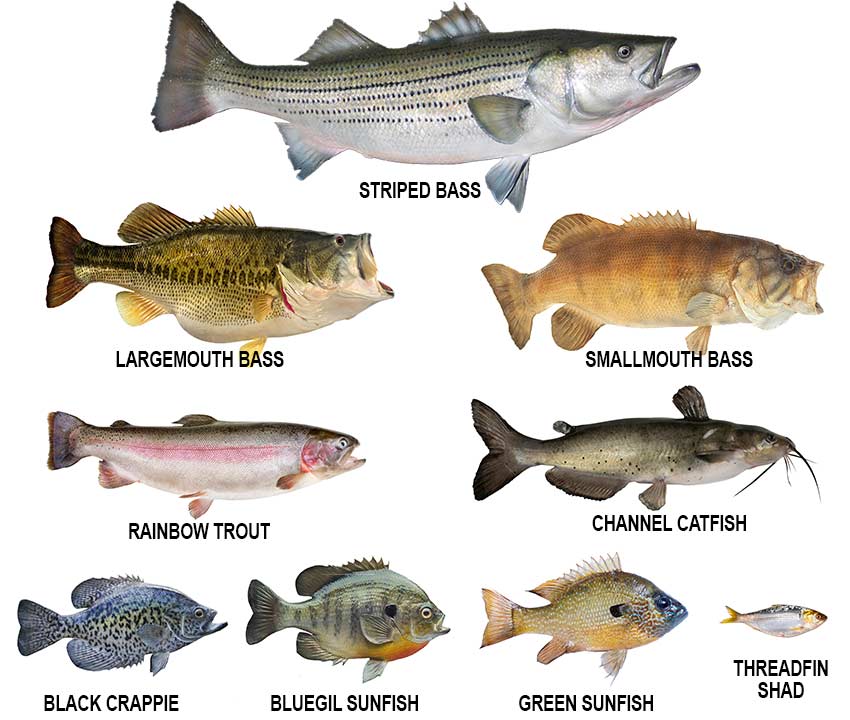 STRIPED BASS
LARGEMOUTH BASS
SMALLMOUTH BASS
RAINBOW TROUT
CHANNEL CATFISH
BLACK CRAPPIE
BLUEGIL SUNFISH
GREEN SUNFISH
THREADFIN
SHAD